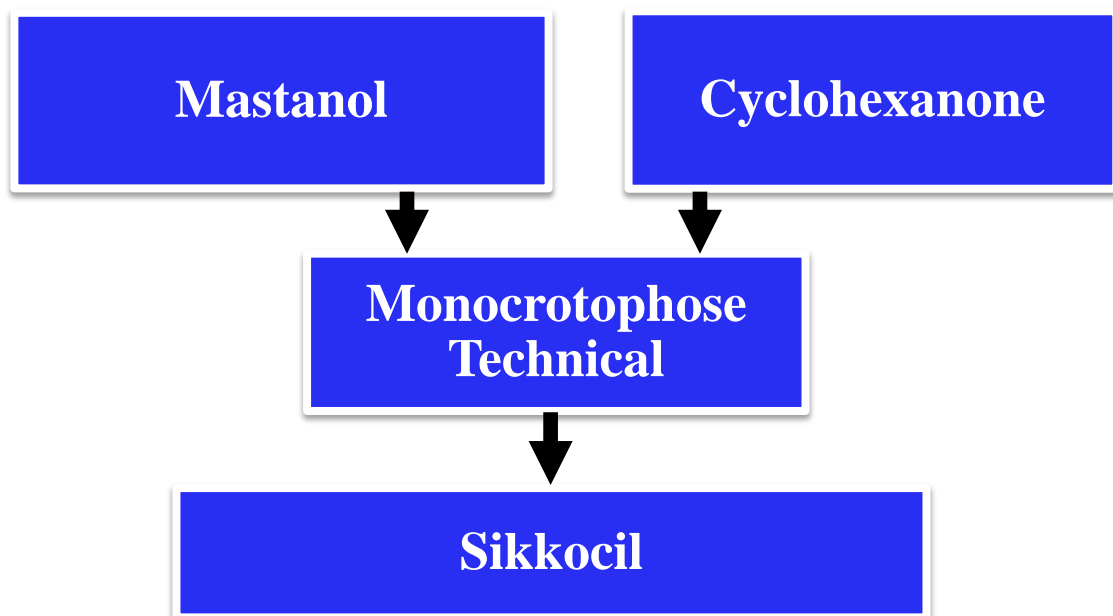 Mastanol
Cyclohexanone
Monocrotophose
Technical
Sikkocil